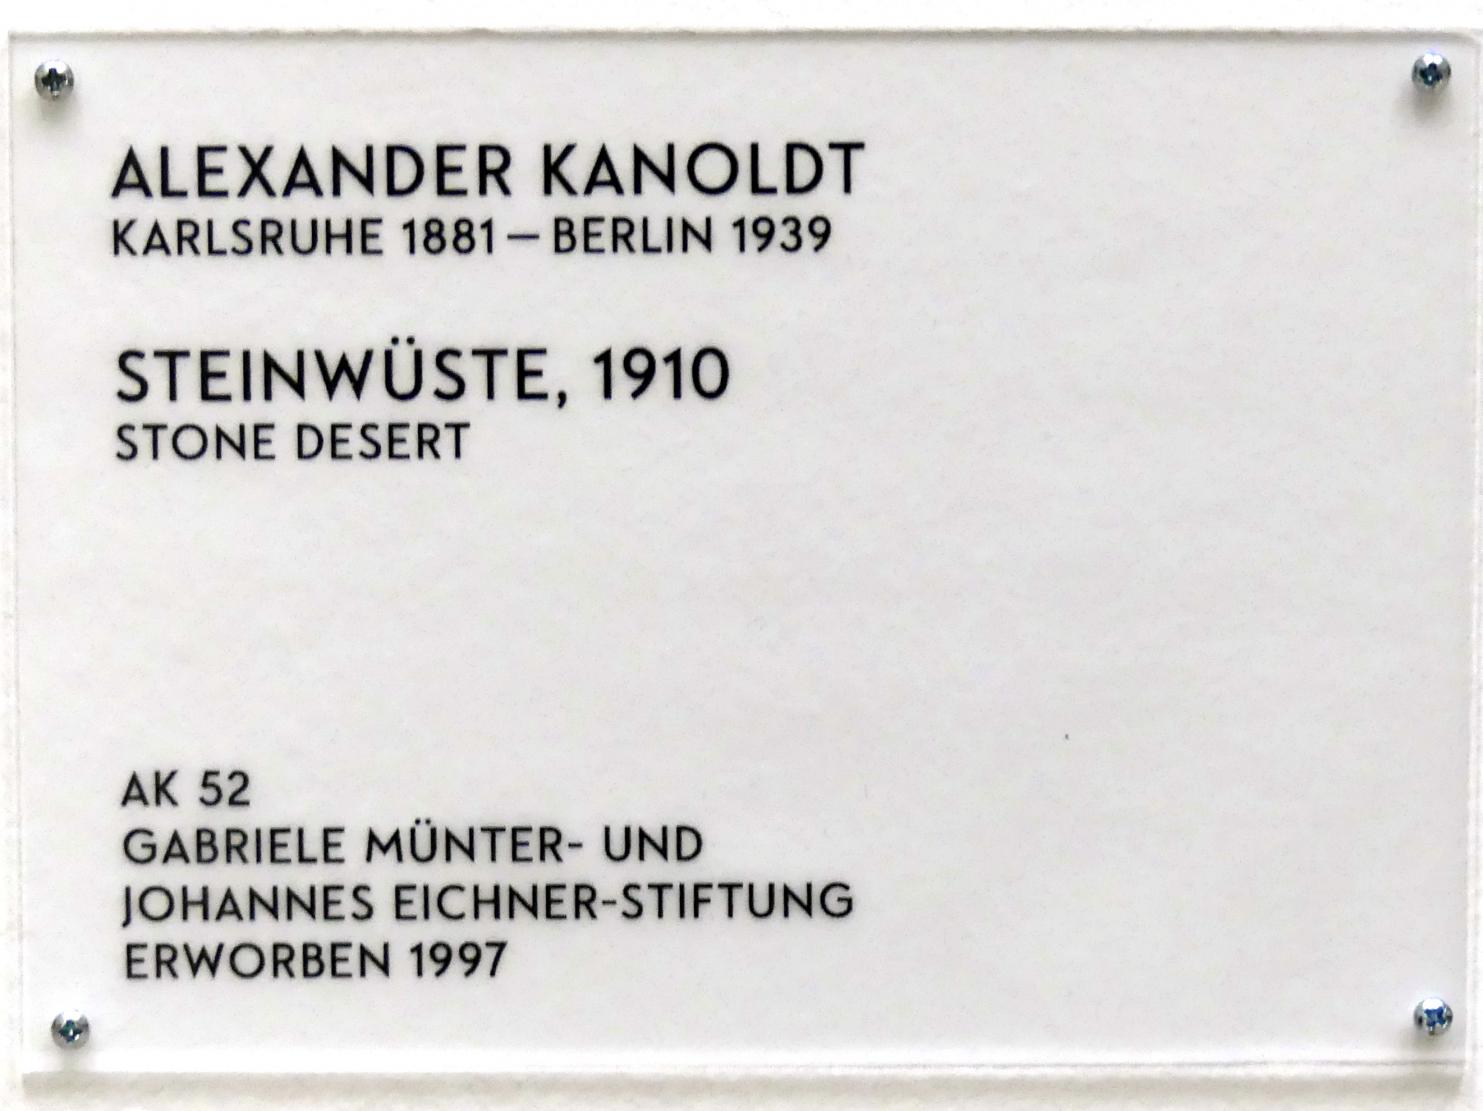 ALEXANDER KANOLDT
KARLSRUHE 1881 – BERLIN 1939
STEINWÜSTE, 1910
STONE DESERT
AK 52
GABRIELE MÜNTER- UND
JOHANNES EICHNER-STIFTUNG
ERWORBEN 1997